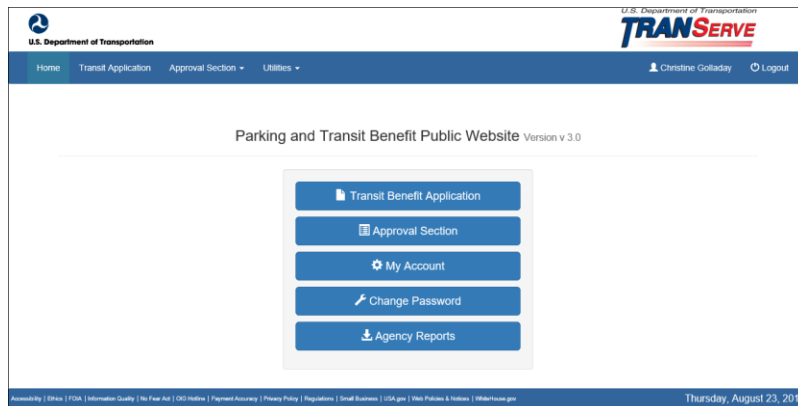 U.S. Department of Transportation
TRANSERVE
U.S. Department of Transportation
Home Transit Application Approval Section Utilities Christine Golladay Logout
Parking and Transit Benefit Public Website Version v 3.0
Transit Benefit Application
Approval Section
My Account
Change Password
Agency Reports
Accessibility | Ethics | FOIA | Information Quality | No Fear Act | OIG Hotline | Payment Accuracy | Privacy Policy | Regulations | Small Business | USA.gov | Web Policies & Notices | WhiteHouse.gov
Thursday, August 23, 201